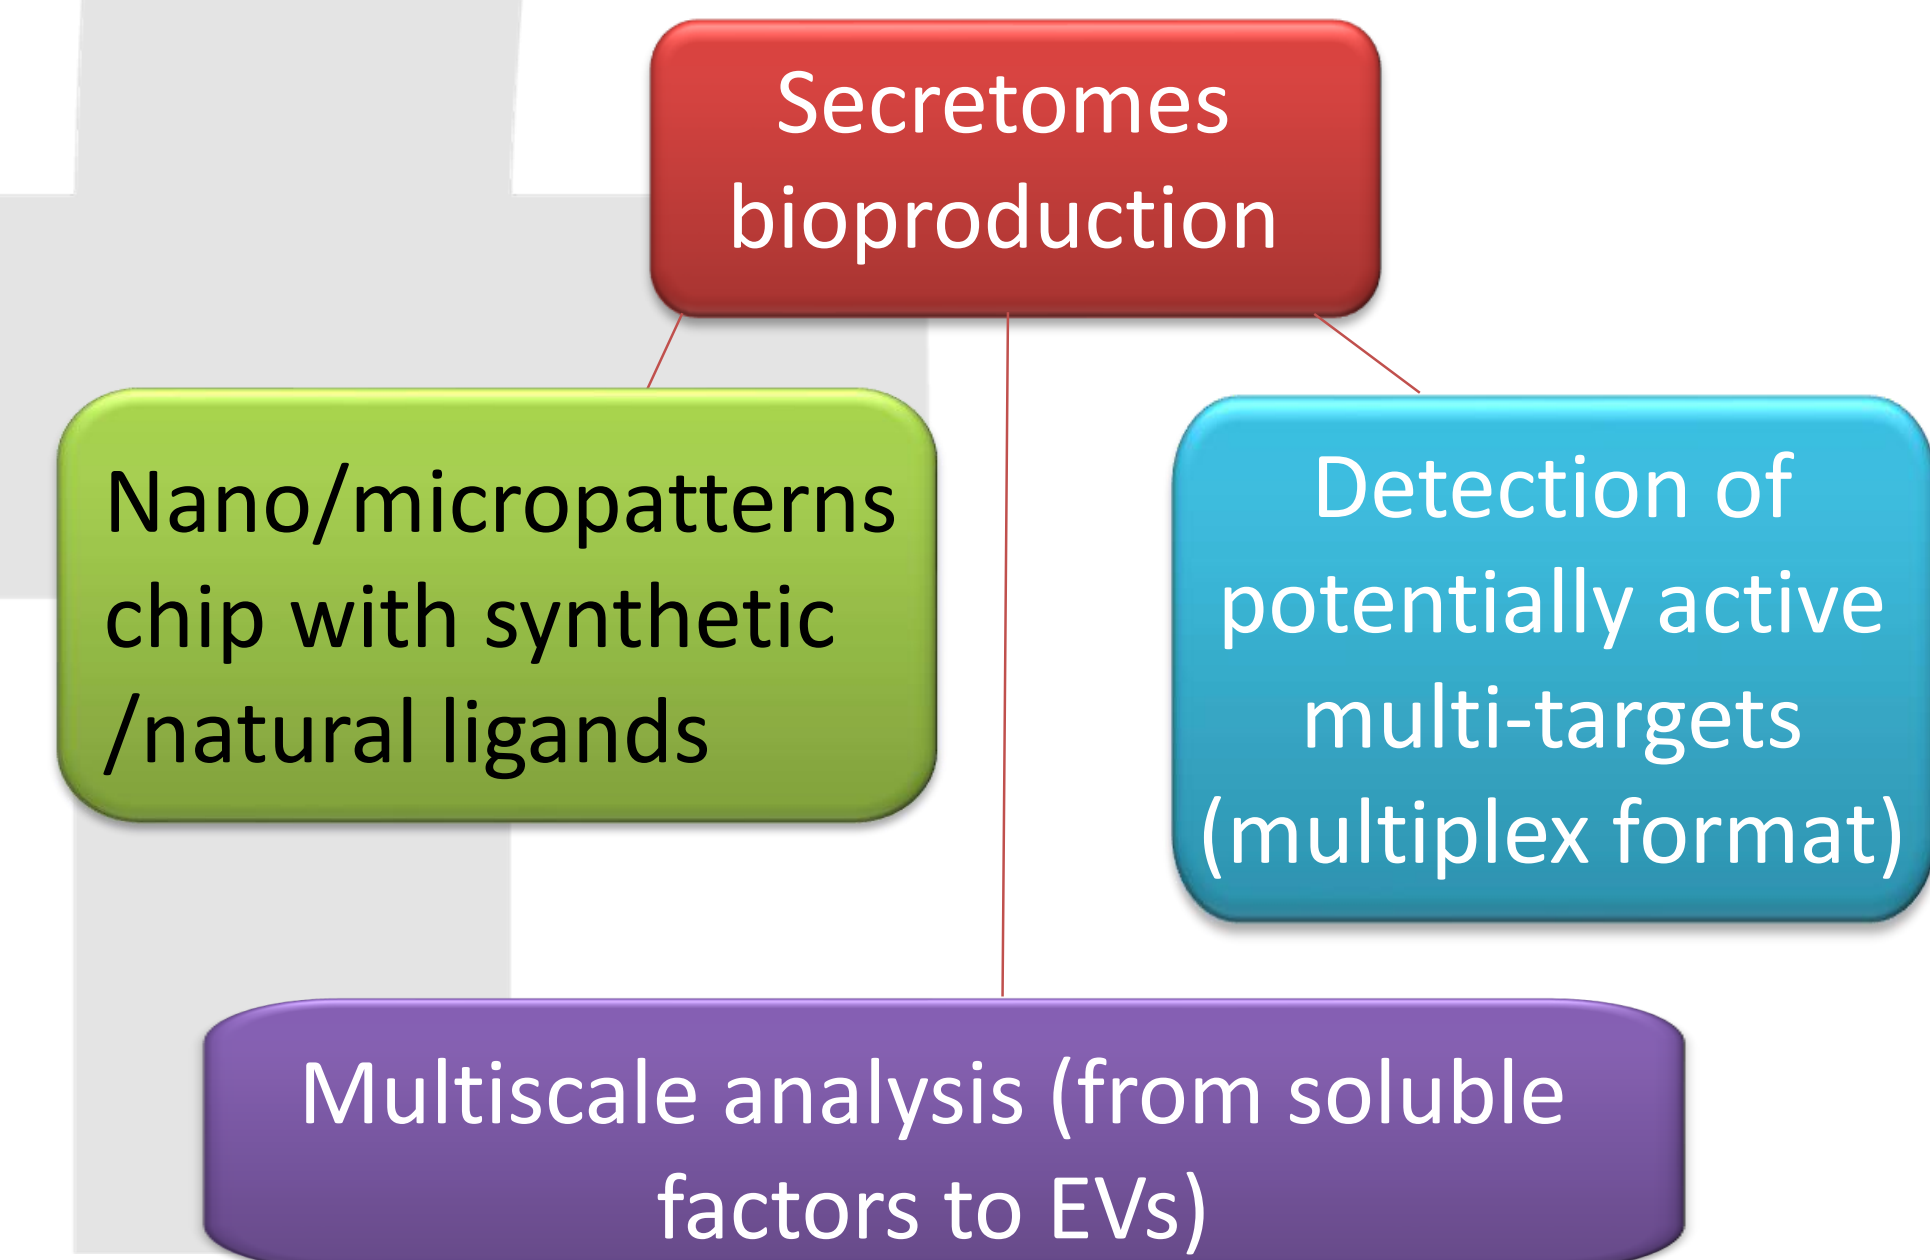 Secretomes
bioproduction
Nano/micropatterns
chip with synthetic
/natural ligands
Detection of
potentially active
multi-targets
(multiplex format)
Multiscale analysis (from soluble
factors to EVs)